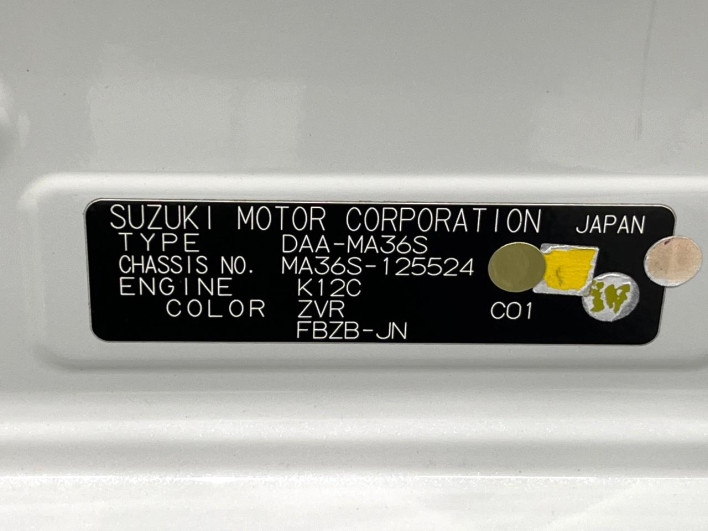 SUZUKI MOTOR CORPORATION JAPAN
TYPE DAA-MA36S
CHASSIS NO. MA36S-125524
ENGINE K12C
COLOR ZVR C01
FBZB-JN